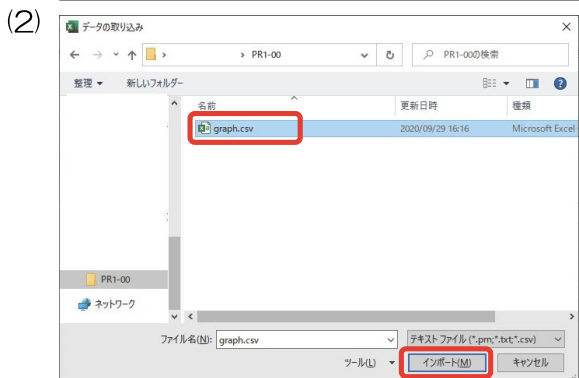 (2)
データの取り込み
PR1-00
PR1-00の検索
整理 新しいフォルダー
名前 更新日時 種類
graph.csv 2020/09/29 16:16 Microsoft Excel
PR1-00
ネットワーク
ファイル名(N): graph.csv テキスト ファイル (*.prn;*.txt;*.csv)
ツール(L) インポート(M) キャンセル